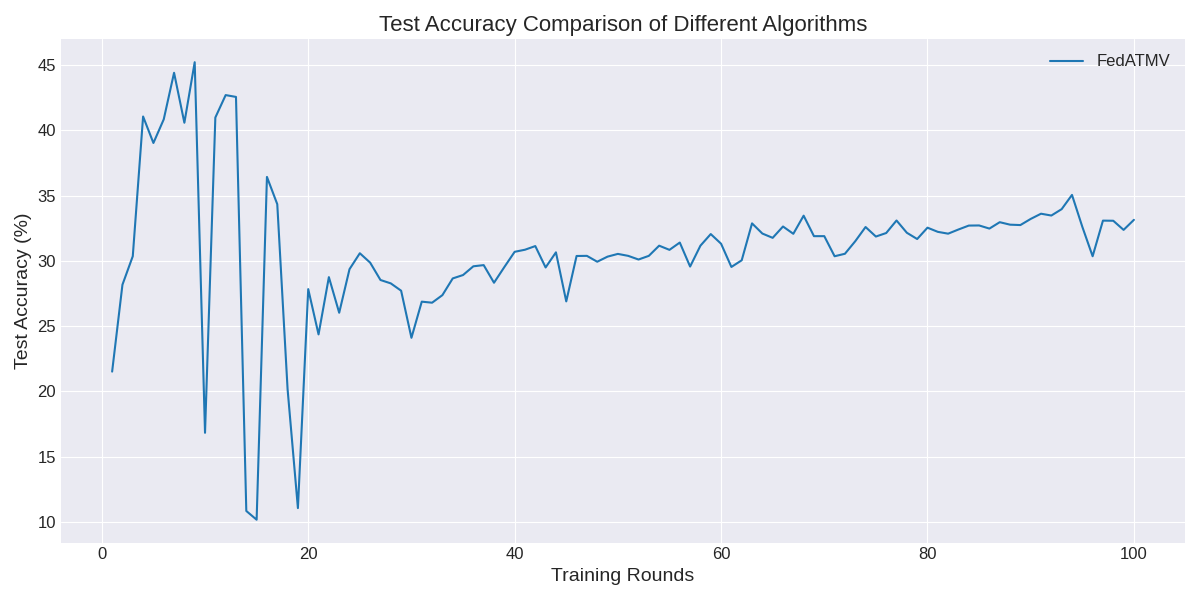 Test Accuracy Comparison of Different Algorithms
FedATMV
45
40
35
30
25
20
15
10
Test Accuracy (%)
0 20 40 60 80 100
Training Rounds